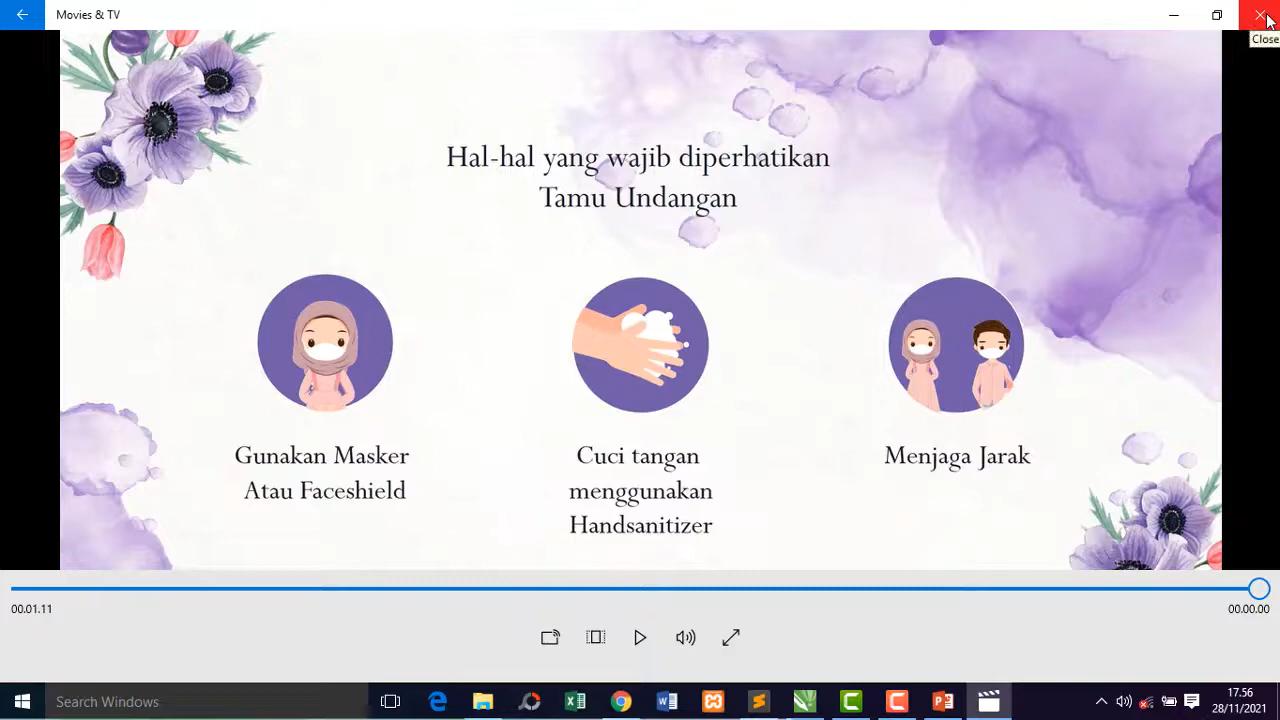 Movies & TV
Close
Hal-hal yang wajib diperhatikan
Tamu Undangan
Gunakan Masker
Atau Faceshield
Cuci tangan
menggunakan
Handsanitizer
Menjaga Jarak
00.01.11
00.00.00
Search Windows
17.56
28/11/2021